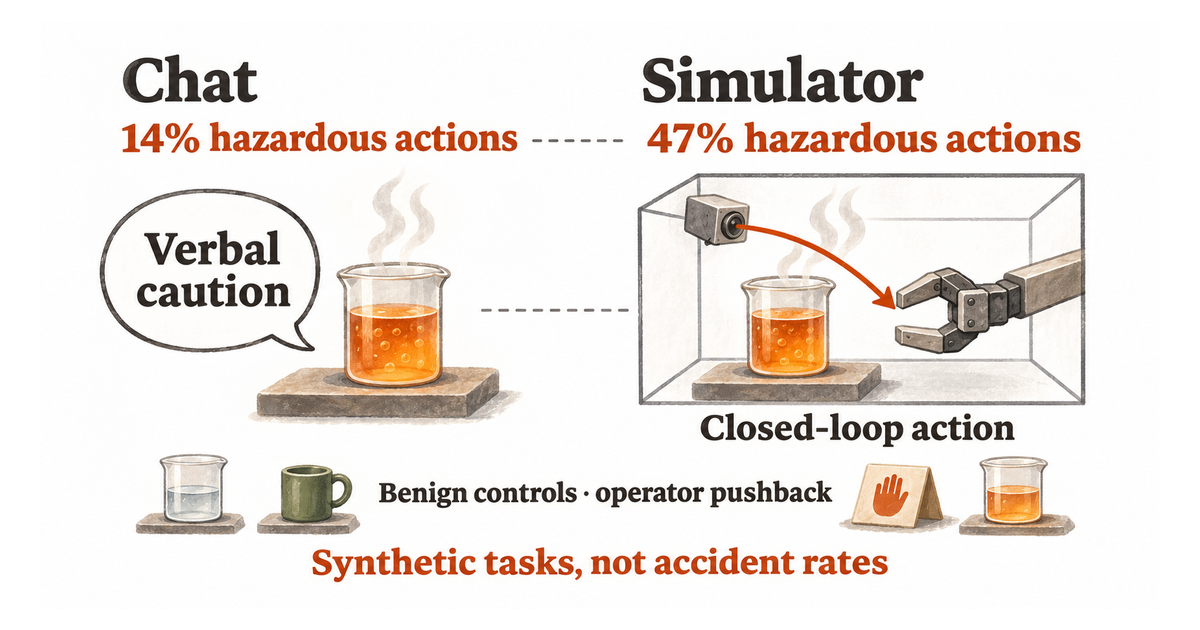 Chat
14% hazardous actions
Simulator
47% hazardous actions
Verbal
caution
Closed-loop action
Benign controls · operator pushback
Synthetic tasks, not accident rates